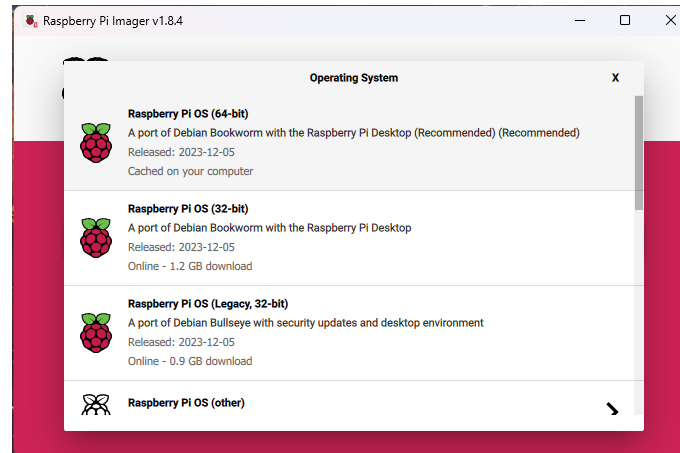 Raspberry Pi Imager v1.8.4
Operating System
X
Raspberry Pi OS (64-bit)
A port of Debian Bookworm with the Raspberry Pi Desktop (Recommended) (Recommended)
Released: 2023-12-05
Cached on your computer
Raspberry Pi OS (32-bit)
A port of Debian Bookworm with the Raspberry Pi Desktop
Released: 2023-12-05
Online - 1.2 GB download
Raspberry Pi OS (Legacy, 32-bit)
A port of Debian Bullseye with security updates and desktop environment
Released: 2023-12-05
Online - 0.9 GB download
Raspberry Pi OS (other)